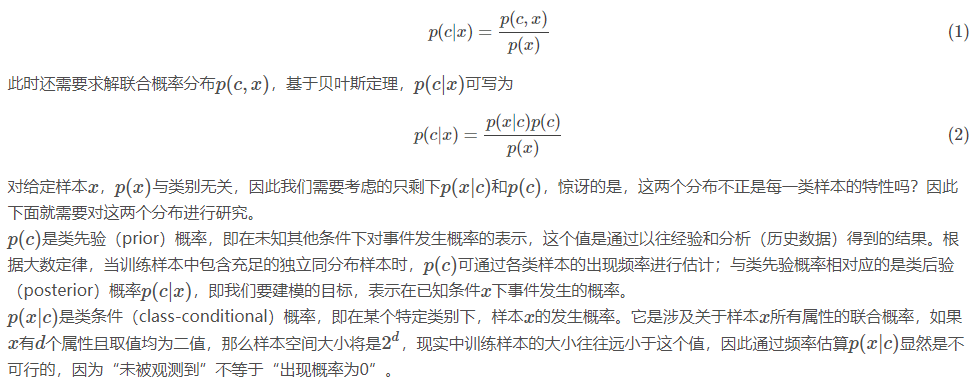 p(c|x) = p(c, x) / p(x) (1)
此时还需要求解联合概率分布p(c, x)，基于贝叶斯定理，p(c|x)可写为
p(c|x) = p(x|c)p(c) / p(x) (2)
对给定样本x，p(x)与类别无关，因此我们需要考虑的只剩下p(x|c)和p(c)，惊讶的是，这两个分布不正是每一类样本的特性吗？因此
下面就需要对这两个分布进行研究。
p(c)是类先验（prior）概率，即在未知其他条件下对事件发生概率的表示，这个值是通过以往经验和分析（历史数据）得到的结果。根
据大数定律，当训练样本中包含充足的独立同分布样本时，p(c)可通过各类样本的出现频率进行估计；与类先验概率相对应的是类后验
（posterior）概率p(c|x)，即我们要建模的目标，表示在已知条件x下事件发生的概率。
p(x|c)是类条件（class-conditional）概率，即在某个特定类别下，样本x的发生概率。它是涉及关于样本x所有属性的联合概率，如果
x有d个属性且取值均为二值，那么样本空间大小将是2^d，现实中训练样本的大小往往远小于这个值，因此通过频率估算p(x|c)显然是不
可行的，因为“未被观测到”不等于“出现概率为0”。